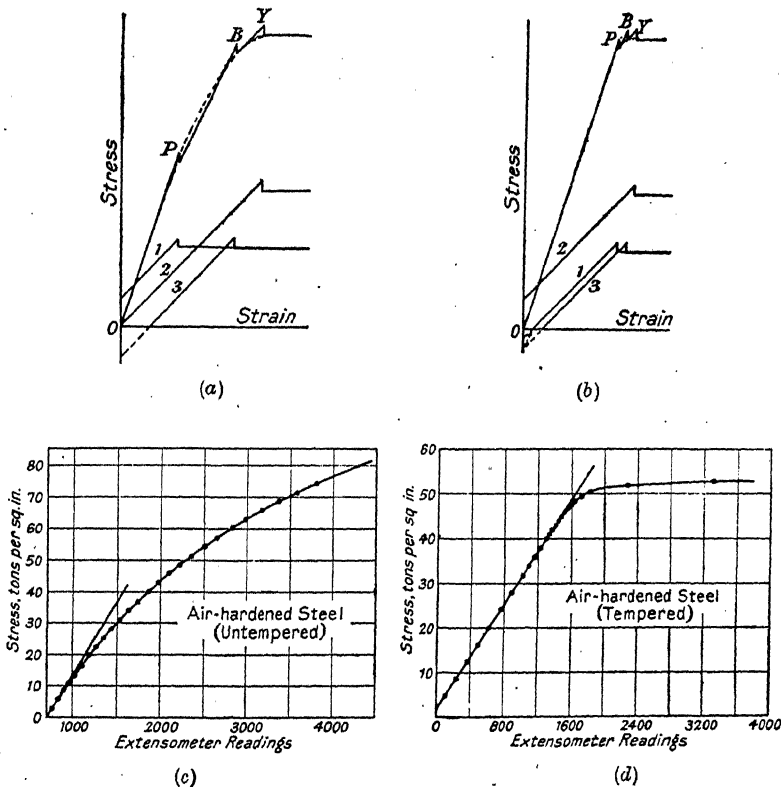 Stress
P
B
Y
1
2
3
O
Strain
(a)
Stress
P
B
Y
2
1
3
O
Strain
(b)
Stress, tons per sq. in.
80
70
60
50
40
30
20
10
0
Air-hardened Steel
(Untempered)
1000
2000
3000
4000
Extensometer Readings
(c)
Stress, tons per sq. in.
60
50
40
30
20
10
Air-hardened Steel
(Tempered)
0
800
1600
2400
3200
4000
Extensometer Readings
(d)